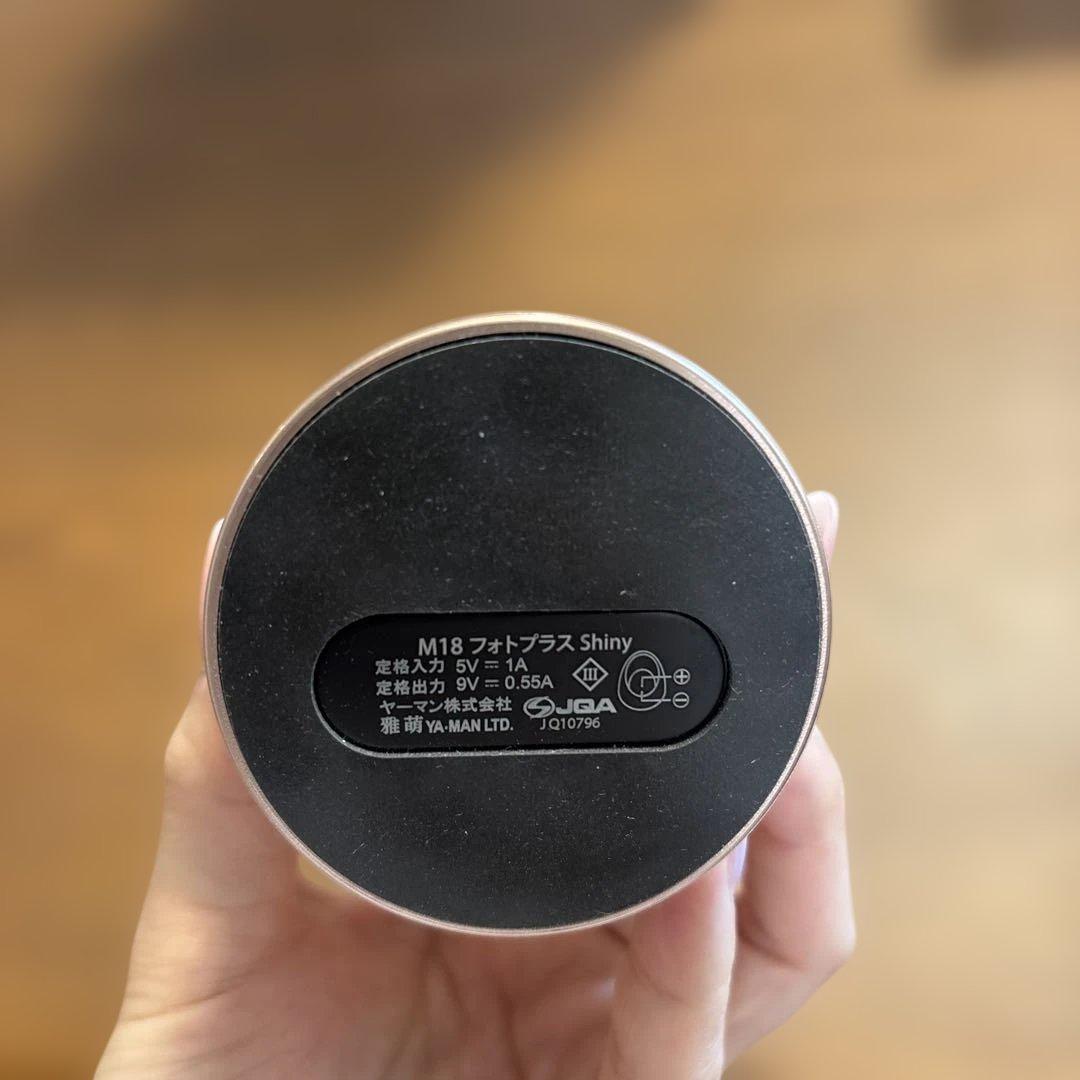 M18 フォトプラス Shiny
定格入力 5V ⎓ 1A
定格出力 9V ⎓ 0.55A
ヤーマン株式会社
雅萌 YA-MAN LTD.
III
JQA
JQ10796